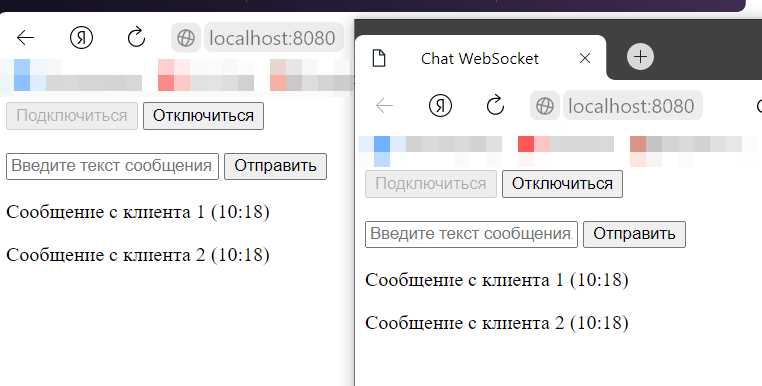 localhost:8080
Подключиться Отключиться
Введите текст сообщения. Отправить
Сообщение с клиента 1 (10:18)
Сообщение с клиента 2 (10:18)
Chat WebSocket
Я localhost:8080
Подключиться Отключиться
Введите текст сообщения. Отправить
Сообщение с клиента 1 (10:18)
Сообщение с клиента 2 (10:18)